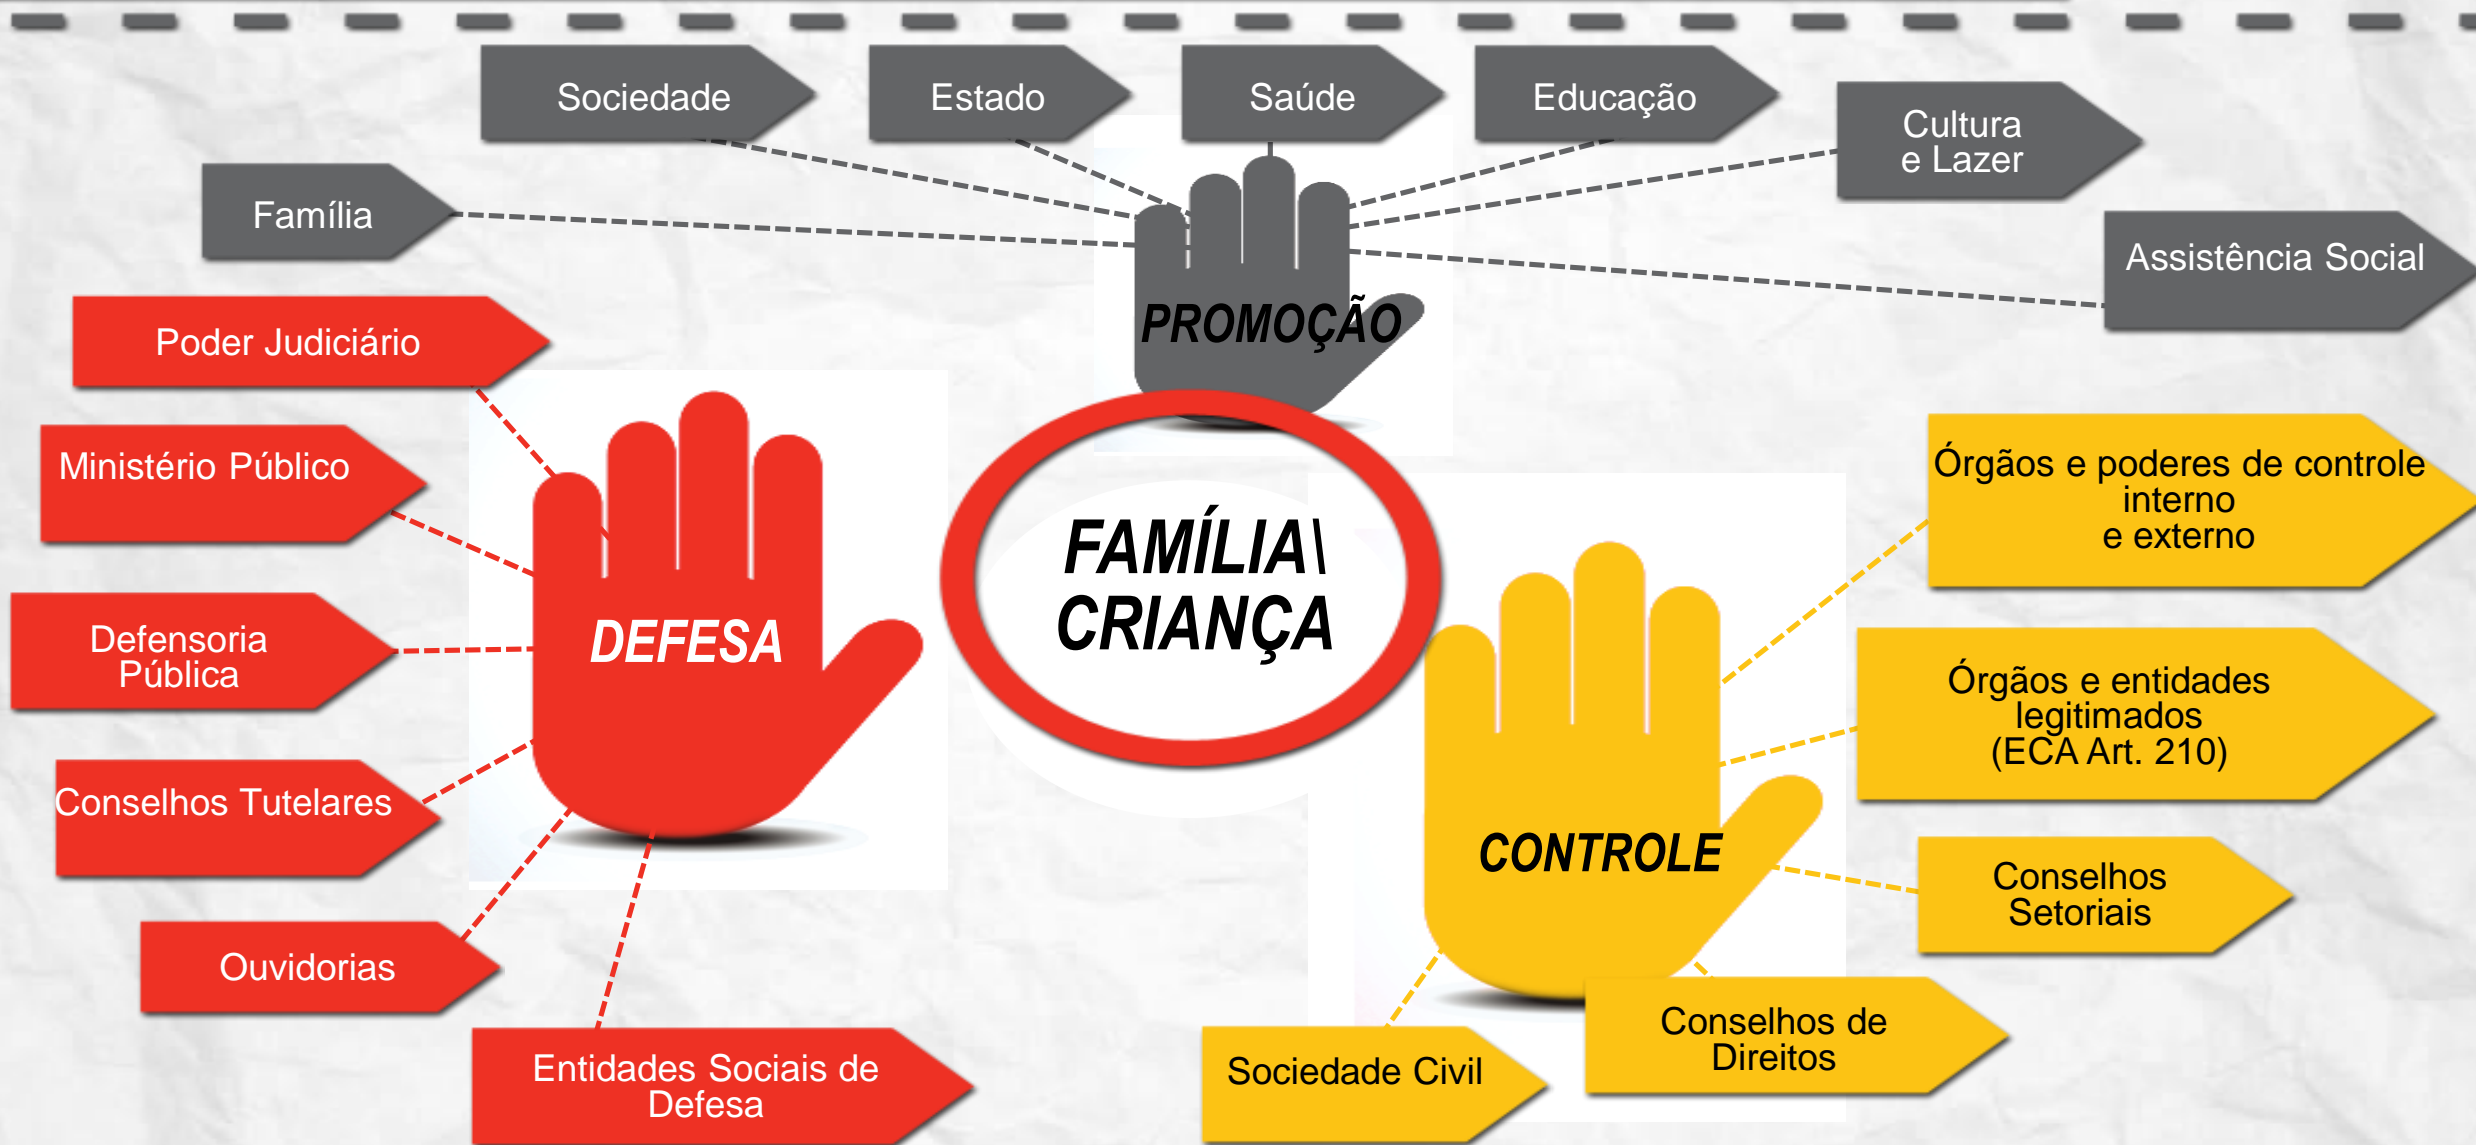 Sociedade
Estado
Saúde
Educação
Cultura
e Lazer
Família
Assistência Social
PROMOÇÃO
Poder Judiciário
Ministério Público
Defensoria
Pública
Conselhos Tutelares
Ouvidorias
Entidades Sociais de
Defesa
DEFESA
FAMÍLIA\
CRIANÇA
Órgãos e poderes de controle
interno
e externo
Órgãos e entidades
legitimados
(ECA Art. 210)
CONTROLE
Conselhos
Setoriais
Conselhos de
Direitos
Sociedade Civil